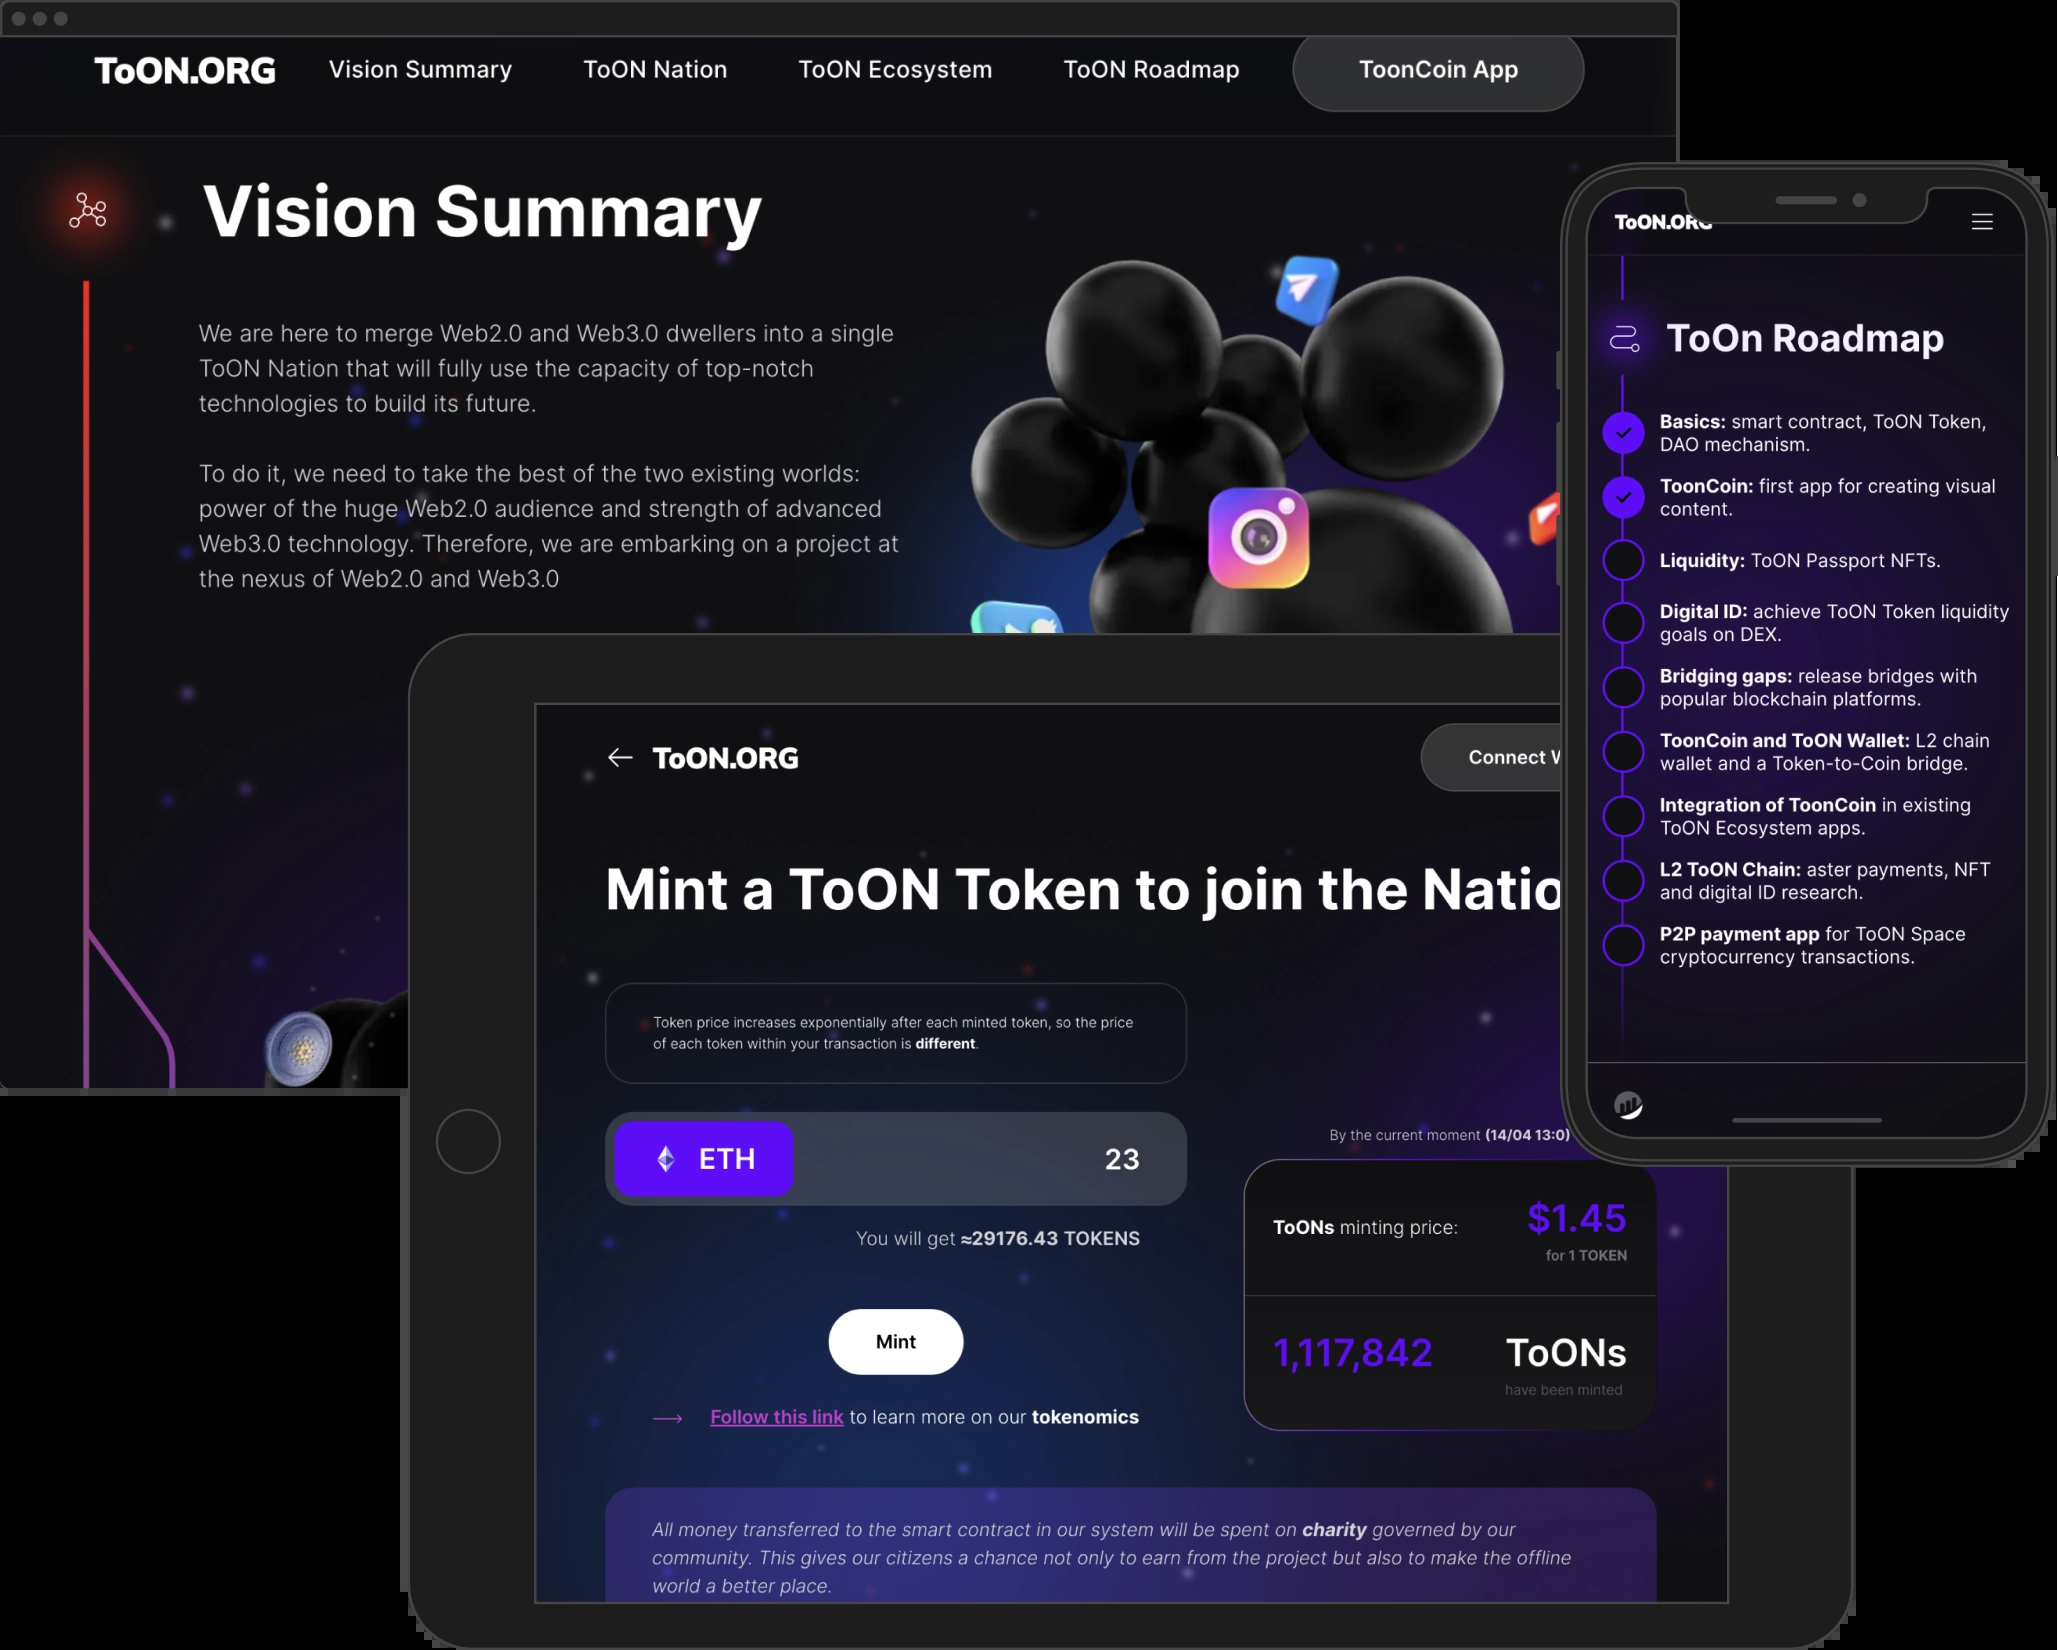 ToON.ORG
Vision Summary
ToON Nation
ToON Ecosystem
ToON Roadmap
ToonCoin App
Vision Summary
We are here to merge Web2.0 and Web3.0 dwellers into a single
ToON Nation that will fully use the capacity of top-notch
technologies to build its future.
To do it, we need to take the best of the two existing worlds:
power of the huge Web2.0 audience and strength of advanced
Web3.0 technology. Therefore, we are embarking on a project at
the nexus of Web2.0 and Web3.0
ToON.ORG
ToOn Roadmap
Basics: smart contract, ToON Token,
DAO mechanism.
ToonCoin: first app for creating visual
content.
Liquidity: ToON Passport NFTs.
Digital ID: achieve ToON Token liquidity
goals on DEX.
Bridging gaps: release bridges with
popular blockchain platforms.
ToonCoin and ToON Wallet: L2 chain
wallet and a Token-to-Coin bridge.
Integration of ToonCoin in existing
ToON Ecosystem apps.
L2 ToON Chain: aster payments, NFT
and digital ID research.
P2P payment app for ToON Space
cryptocurrency transactions.
ToON.ORG
Connect
Mint a ToON Token to join the Natio
Token price increases exponentially after each minted token, so the price
of each token within your transaction is different.
ETH
23
You will get ≈29176.43 TOKENS
Mint
Follow this link to learn more on our tokenomics
By the current moment (14/04 13:0)
ToONs minting price:
$1.45
for 1 TOKEN
1,117,842
ToONs
have been minted
All money transferred to the smart contract in our system will be spent on charity governed by our
community. This gives our citizens a chance not only to earn from the project but also to make the offline
world a better place.